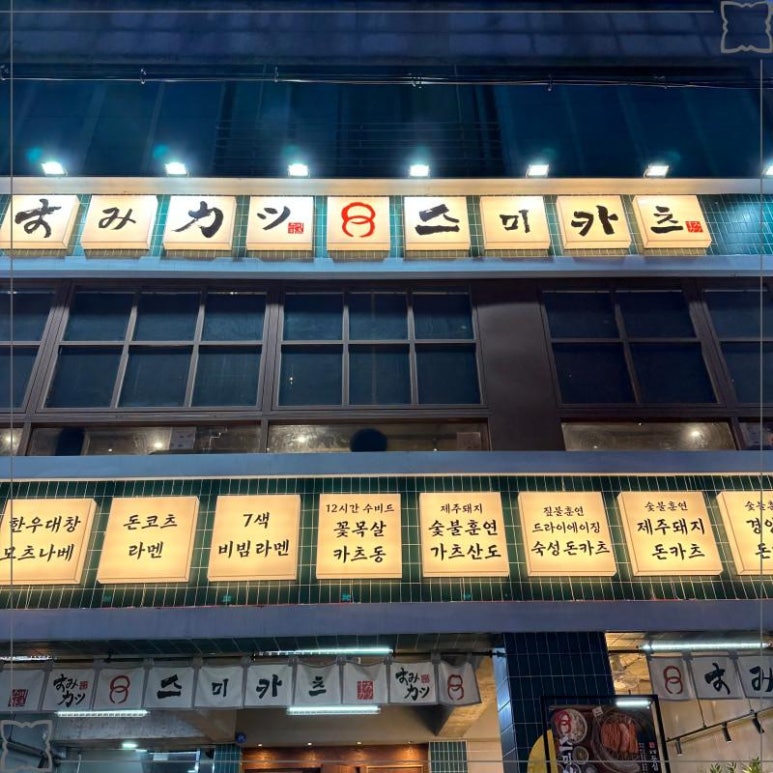 すみカツ 스미카츠
한우대창
모츠나베
돈코츠
라멘
7색
비빔라멘
12시간 수비드
꽃목살
카츠동
제주돼지
숯불훈연
가츠산도
짚불훈연
드라이에이징
숙성돈카츠
숯불훈연
제주돼지
돈카츠
스미카츠
すみ
カツ
すみ